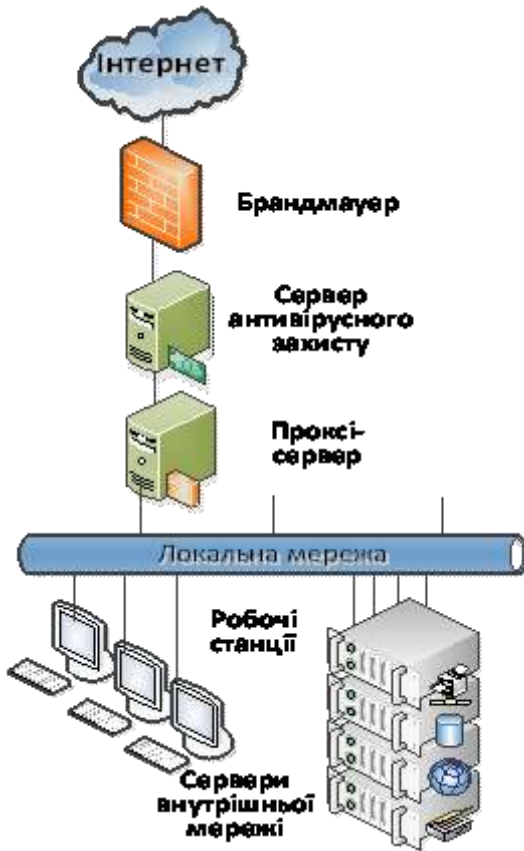 Інтернет
Брандмауер
Сервер
антивірусного
захисту
Проксі-
сервер
Локальна мережа
Робочі
станції
Сервери
внутрішньої
мережі